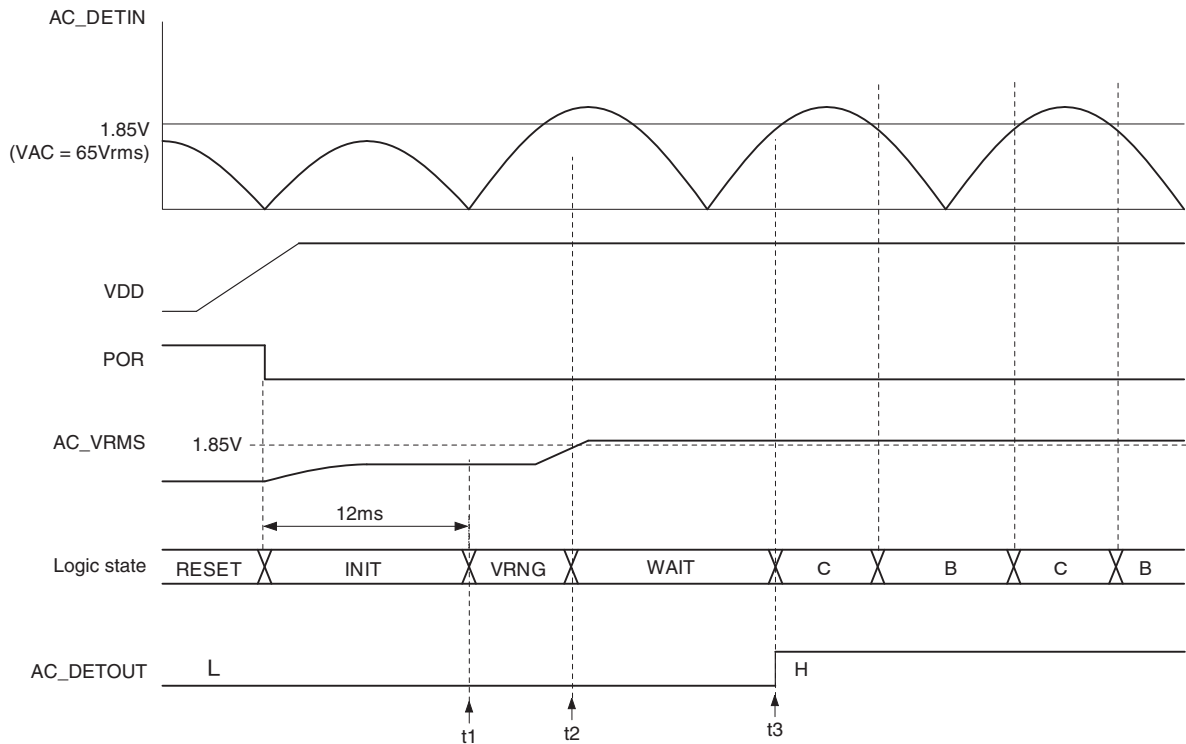 AC_DETIN
1.85V
(VAC = 65Vrms)
VDD
POR
AC_VRMS 1.85V
12ms
Logic state RESET INIT VRNG WAIT C B C B
AC_DETOUT L H
t1 t2 t3